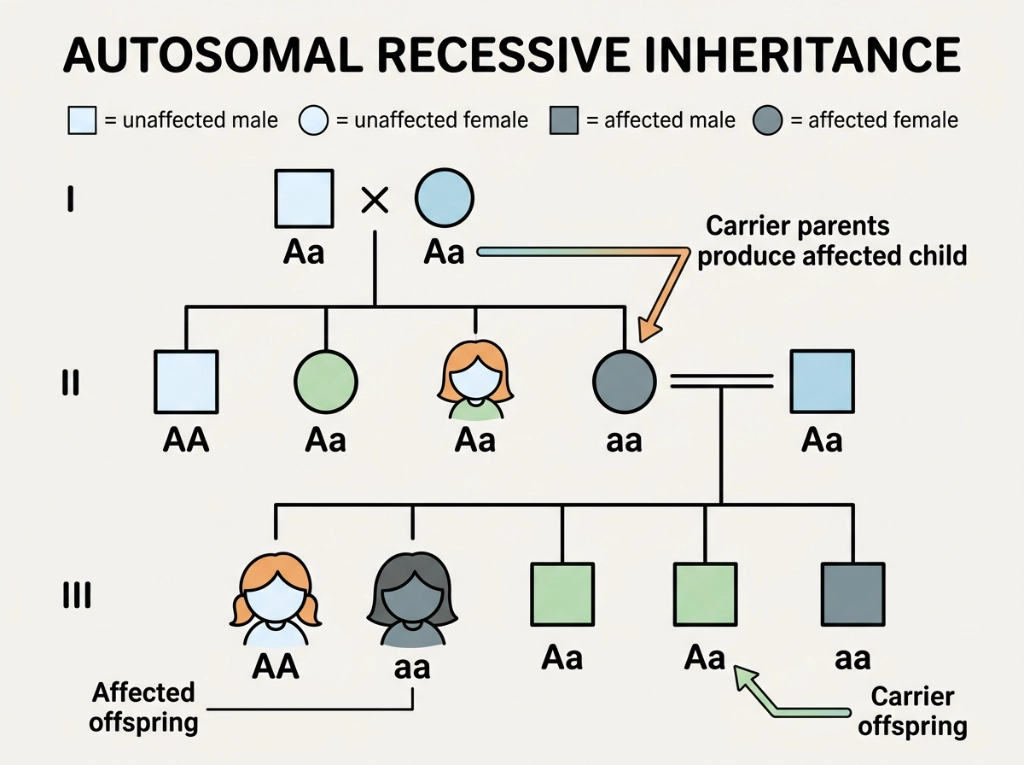 AUTOSOMAL RECESSIVE INHERITANCE
= unaffected male = unaffected female = affected male = affected female
I
Aa × Aa
Carrier parents
produce affected child
II
AA Aa Aa aa Aa
III
AA aa Aa Aa aa
Affected
offspring
Carrier
offspring